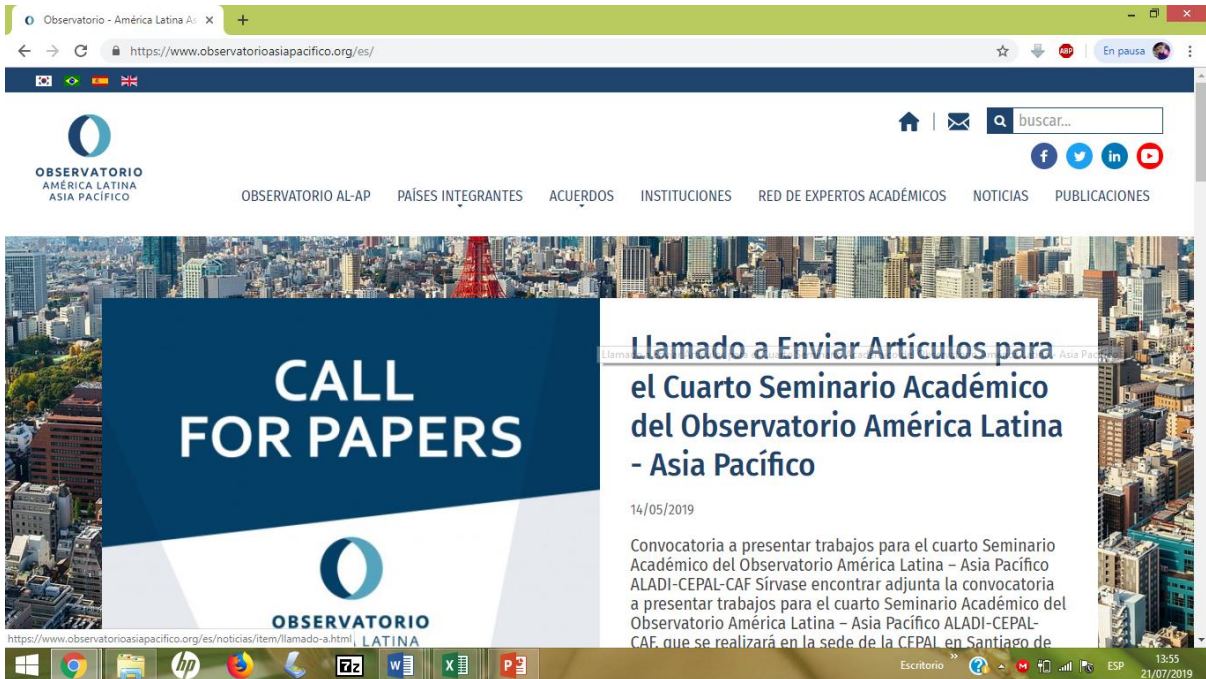 Observatorio - América Latina As
https://www.observatorioasiapacifico.org/es/
ABP
En pausa
buscar...
OBSERVATORIO
AMÉRICA LATINA
ASIA PACÍFICO
OBSERVATORIO AL-AP PAÍSES INTEGRANTES ACUERDOS INSTITUCIONES RED DE EXPERTOS ACADÉMICOS NOTICIAS PUBLICACIONES
CALL
FOR PAPERS
OBSERVATORIO
LATINA
Llamado a Enviar Artículos para
el Cuarto Seminario Académico
del Observatorio América Latina
- Asia Pacífico
14/05/2019
Convocatoria a presentar trabajos para el cuarto Seminario
Académico del Observatorio América Latina – Asia Pacífico
ALADI-CEPAL-CAF Sírvase encontrar adjunta la convocatoria
a presentar trabajos para el cuarto Seminario Académico del
Observatorio América Latina – Asia Pacífico ALADI-CEPAL-
CAF, que se realizará en la sede de la CEPAL en Santiago de
https://www.observatorioasiapacifico.org/es/noticias/item/llamado-a.html
hp
7z
Escritorio
ESP
13:55
21/07/2019